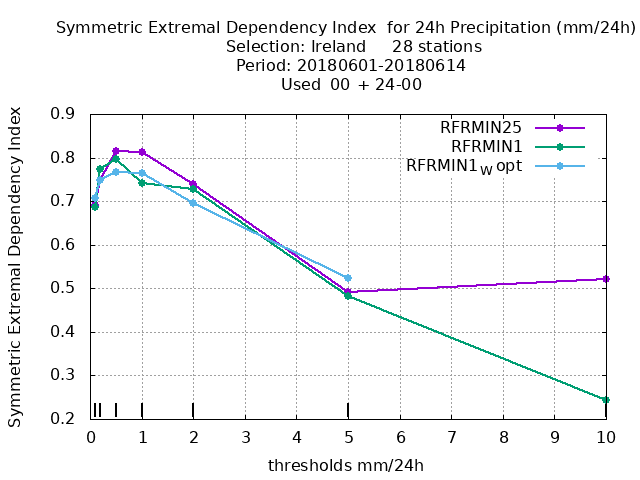 Symmetric Extremal Dependency Index  for 24h Precipitation (mm/24h)
Selection: Ireland     28 stations
Period: 20180601-20180614
Used  00 + 24-00
Symmetric Extremal Dependency Index
0.9
0.8
0.7
0.6
0.5
0.4
0.3
0.2
RFRMIN25
RFRMIN1
RFRMIN1W opt
0 1 2 3 4 5 6 7 8 9 10
thresholds mm/24h